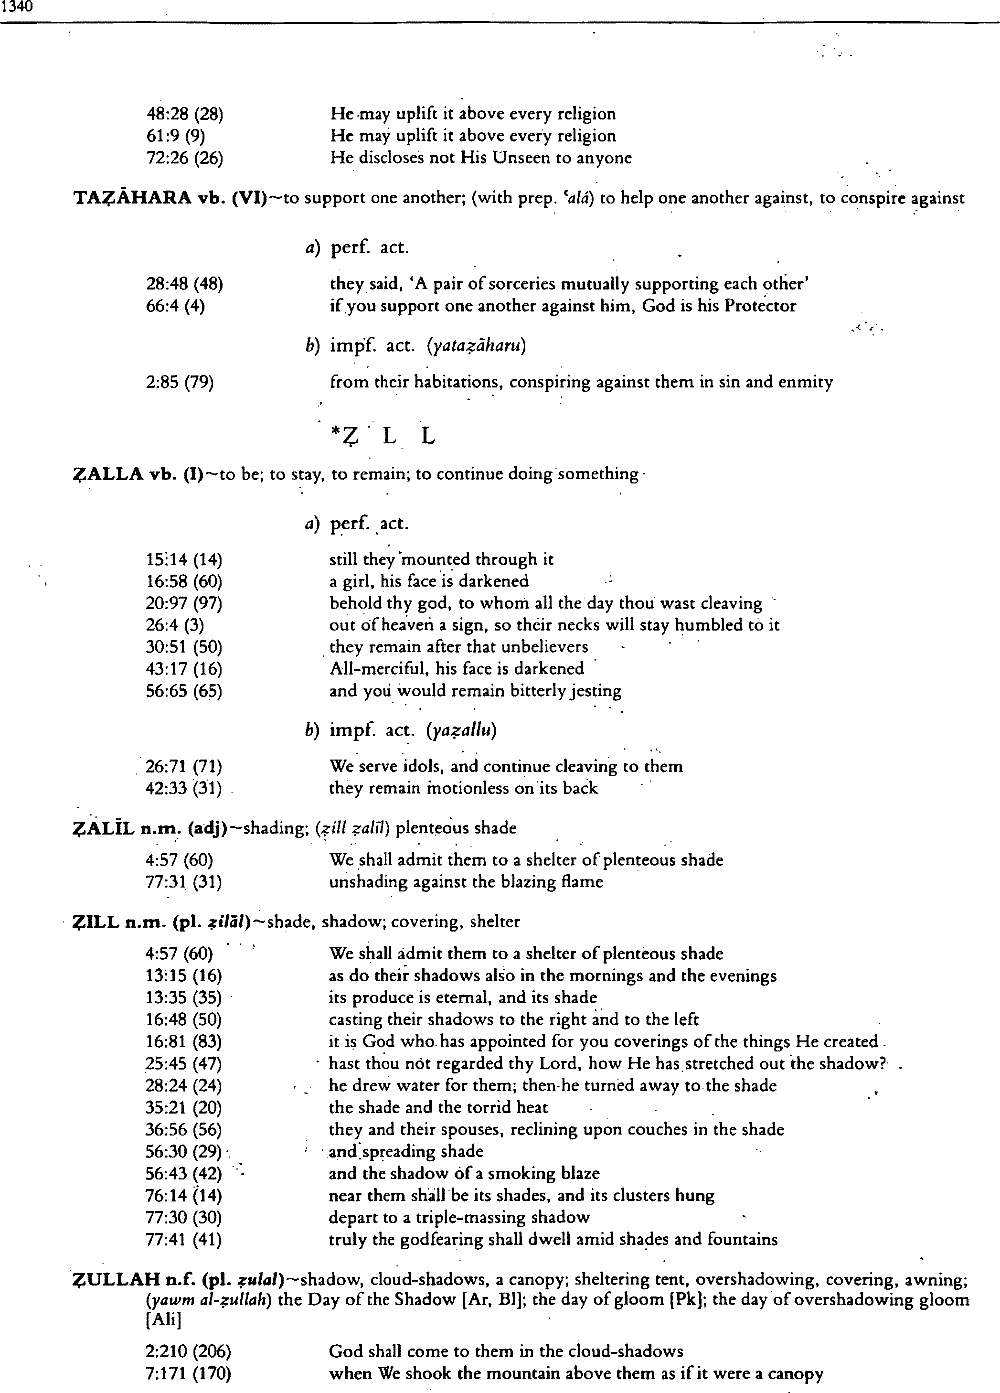 1340
48:28 (28) He may uplift it above every religion
61:9 (9) He may uplift it above every religion
72:26 (26) He discloses not His Unseen to anyone
TAẒĀHARA vb. (VI)~to support one another; (with prep. ʿalá) to help one another against, to conspire against
a) perf. act.
28:48 (48) they said, ‘A pair of sorceries mutually supporting each other’
66:4 (4) if you support one another against him, God is his Protector
b) impf. act. (yataẓāharu)
2:85 (79) from their habitations, conspiring against them in sin and enmity
*Ẓ L L
ẒALLA vb. (I)~to be; to stay, to remain; to continue doing something
a) perf. act.
15:14 (14) still they mounted through it
16:58 (60) a girl, his face is darkened
20:97 (97) behold thy god, to whom all the day thou wast cleaving
26:4 (3) out of heaven a sign, so their necks will stay humbled to it
30:51 (50) they remain after that unbelievers
43:17 (16) All-merciful, his face is darkened
56:65 (65) and you would remain bitterly jesting
b) impf. act. (yaẓallu)
26:71 (71) We serve idols, and continue cleaving to them
42:33 (31) they remain motionless on its back
ẒALĪL n.m. (adj)~shading; (ẓill ẓalīl) plenteous shade
4:57 (60) We shall admit them to a shelter of plenteous shade
77:31 (31) unshading against the blazing flame
ẒILL n.m. (pl. ẓilāl)~shade, shadow; covering, shelter
4:57 (60) We shall admit them to a shelter of plenteous shade
13:15 (16) as do their shadows also in the mornings and the evenings
13:35 (35) its produce is eternal, and its shade
16:48 (50) casting their shadows to the right and to the left
16:81 (83) it is God who has appointed for you coverings of the things He created
25:45 (47) hast thou not regarded thy Lord, how He has stretched out the shadow?
28:24 (24) he drew water for them; then he turned away to the shade
35:21 (20) the shade and the torrid heat
36:56 (56) they and their spouses, reclining upon couches in the shade
56:30 (29) and spreading shade
56:43 (42) and the shadow of a smoking blaze
76:14 (14) near them shall be its shades, and its clusters hung
77:30 (30) depart to a triple-massing shadow
77:41 (41) truly the godfearing shall dwell amid shades and fountains
ẒULLAH n.f. (pl. ẓulal)~shadow, cloud-shadows, a canopy; sheltering tent, overshadowing, covering, awning;
(yawm al-ẓullah) the Day of the Shadow [Ar, Bl]; the day of gloom [Pk]; the day of overshadowing gloom
[Ali]
2:210 (206) God shall come to them in the cloud-shadows
7:171 (170) when We shook the mountain above them as if it were a canopy